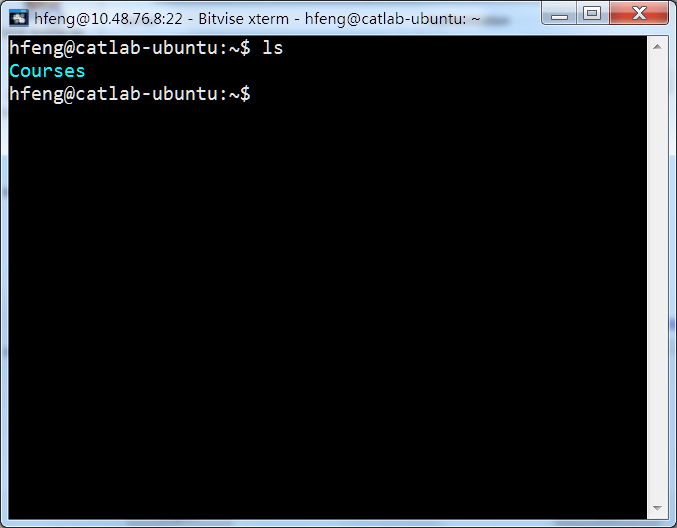 hfeng@10.48.76.8:22 - Bitvise xterm - hfeng@catlab-ubuntu: ~
hfeng@catlab-ubuntu:~$ ls
Courses
hfeng@catlab-ubuntu:~$